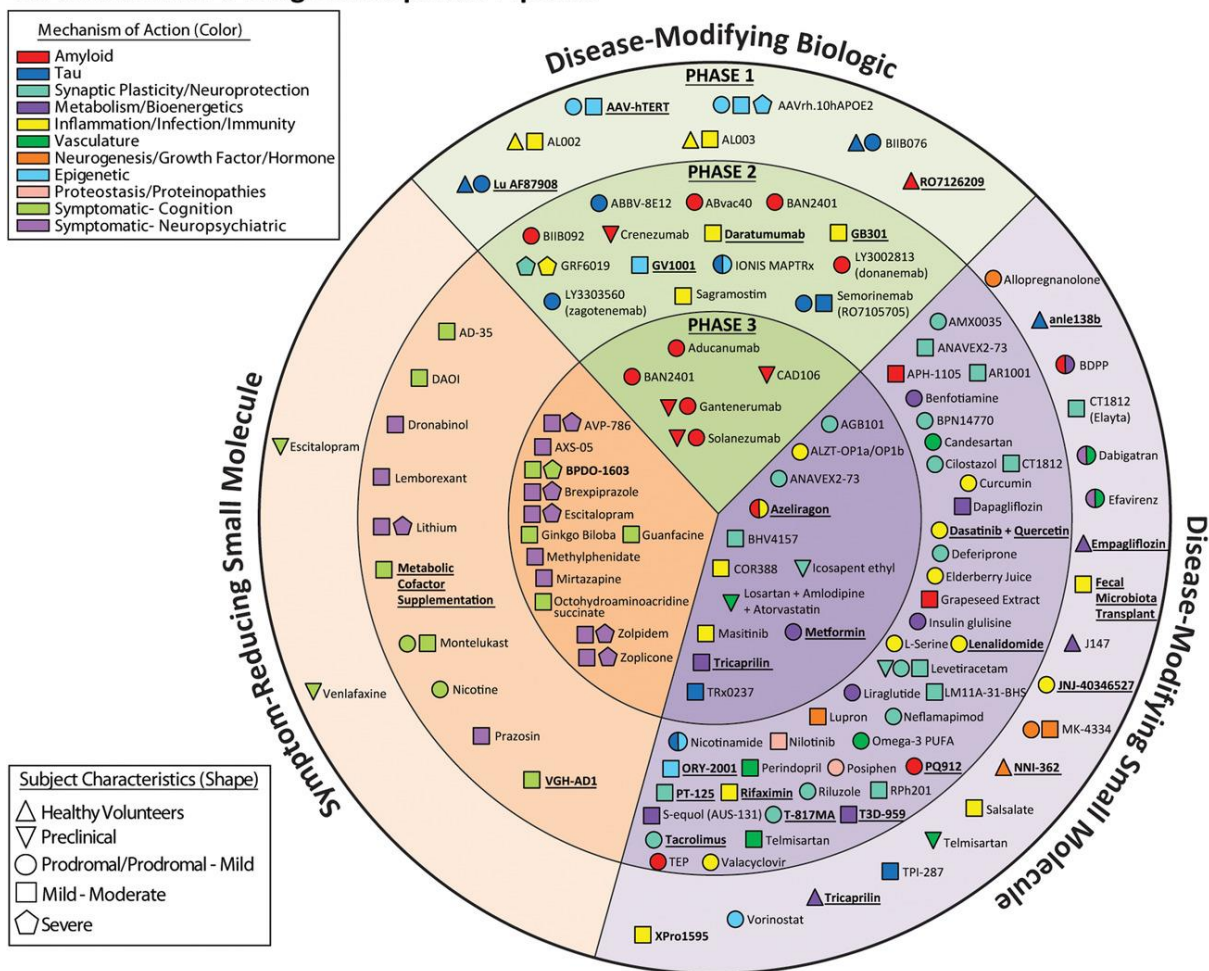 Mechanism of Action (Color)
Amyloid
Tau
Synaptic Plasticity/Neuroprotection
Metabolism/Bioenergetics
Inflammation/Infection/Immunity
Vasculature
Neurogenesis/Growth Factor/Hormone
Epigenetic
Proteostasis/Proteinopathies
Symptomatic- Cognition
Symptomatic- Neuropsychiatric
Disease-Modifying Biologic
PHASE 1
AAV-hTERT
AAVrh.10hAPOE2
AL002
AL003
BIIB076
Lu AF87908
RO7126209
PHASE 2
ABBV-8E12
ABvac40
BAN2401
BIIB092
Crenezumab
Daratumumab
GB301
GRF6019
GV1001
IONIS MAPTRx
LY3002813
(donanemab)
LY3303560
(zagotenemab)
Sagramostim
Semorinemab
(RO7105705)
PHASE 3
Aducanumab
BAN2401
CAD106
Gantenerumab
Solanezumab
Symptom-Reducing Small Molecule
Escitalopram
Venlafaxine
AD-35
DAOI
Dronabinol
Lemborexant
Lithium
Metabolic
Cofactor
Supplementation
Montelukast
Nicotine
Prazosin
VGH-AD1
AVP-786
AXS-05
BPDO-1603
Brexpiprazole
Escitalopram
Ginkgo Biloba
Guanfacine
Methylphenidate
Mirtazapine
Octohydroaminoacridine
succinate
Zolpidem
Zoplicone
AGB101
ALZT-OP1a/OP1b
ANAVEX2-73
Azeliragon
BHV4157
COR388
Icosapent ethyl
Losartan + Amlodipine
+ Atorvastatin
Masitinib
Metformin
Tricaprilin
TRx0237
AMX0035
ANAVEX2-73
APH-1105
AR1001
Benfotiamine
BPN14770
Candesartan
Cilostazol
CT1812
Curcumin
Dapagliflozin
Dasatinib + Quercetin
Deferiprone
Elderberry Juice
Grapeseed Extract
Insulin glulisine
L-Serine
Lenalidomide
Levetiracetam
Liraglutide
LM11A-31-BHS
Lupron
Neflamapimod
Nicotinamide
Nilotinib
Omega-3 PUFA
ORY-2001
Perindopril
Posiphen
PQ912
PT-125
Rifaximin
Riluzole
RPh201
S-equol (AUS-131)
T-817MA
T3D-959
Tacrolimus
Telmisartan
TEP
Valacyclovir
Allopregnanolone
anle138b
BDPP
CT1812
(Elayta)
Dabigatran
Efavirenz
Empagliflozin
Fecal
Microbiota
Transplant
J147
JNJ-40346527
MK-4334
NNI-362
Salsalate
Telmisartan
TPI-287
Tricaprilin
Vorinostat
XPro1595
Disease-Modifying Small Molecule
Subject Characteristics (Shape)
Healthy Volunteers
Preclinical
Prodromal/Prodromal - Mild
Mild - Moderate
Severe